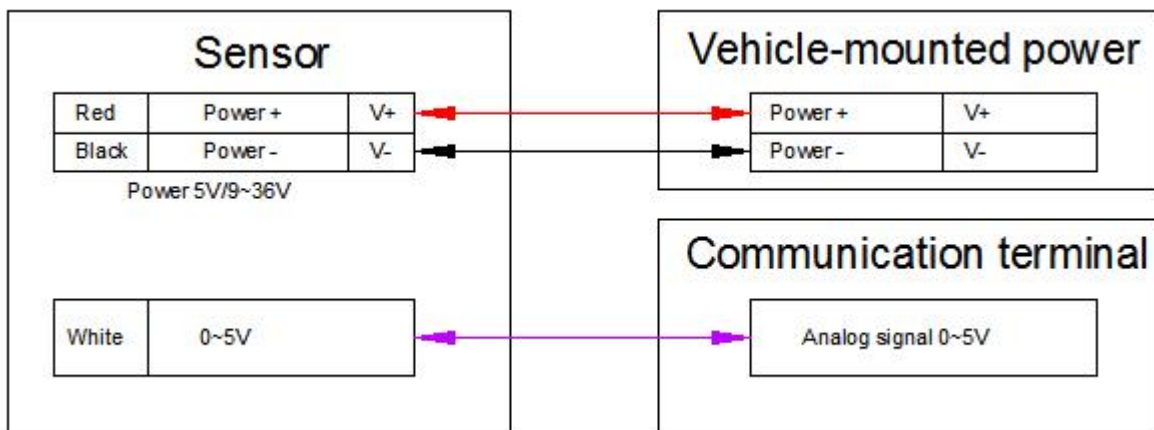 Sensor
Red Power + V+
Black Power - V-
Power 5V/9~36V
White 0~5V
Vehicle-mounted power
Power + V+
Power - V-
Communication terminal
Analog signal 0~5V